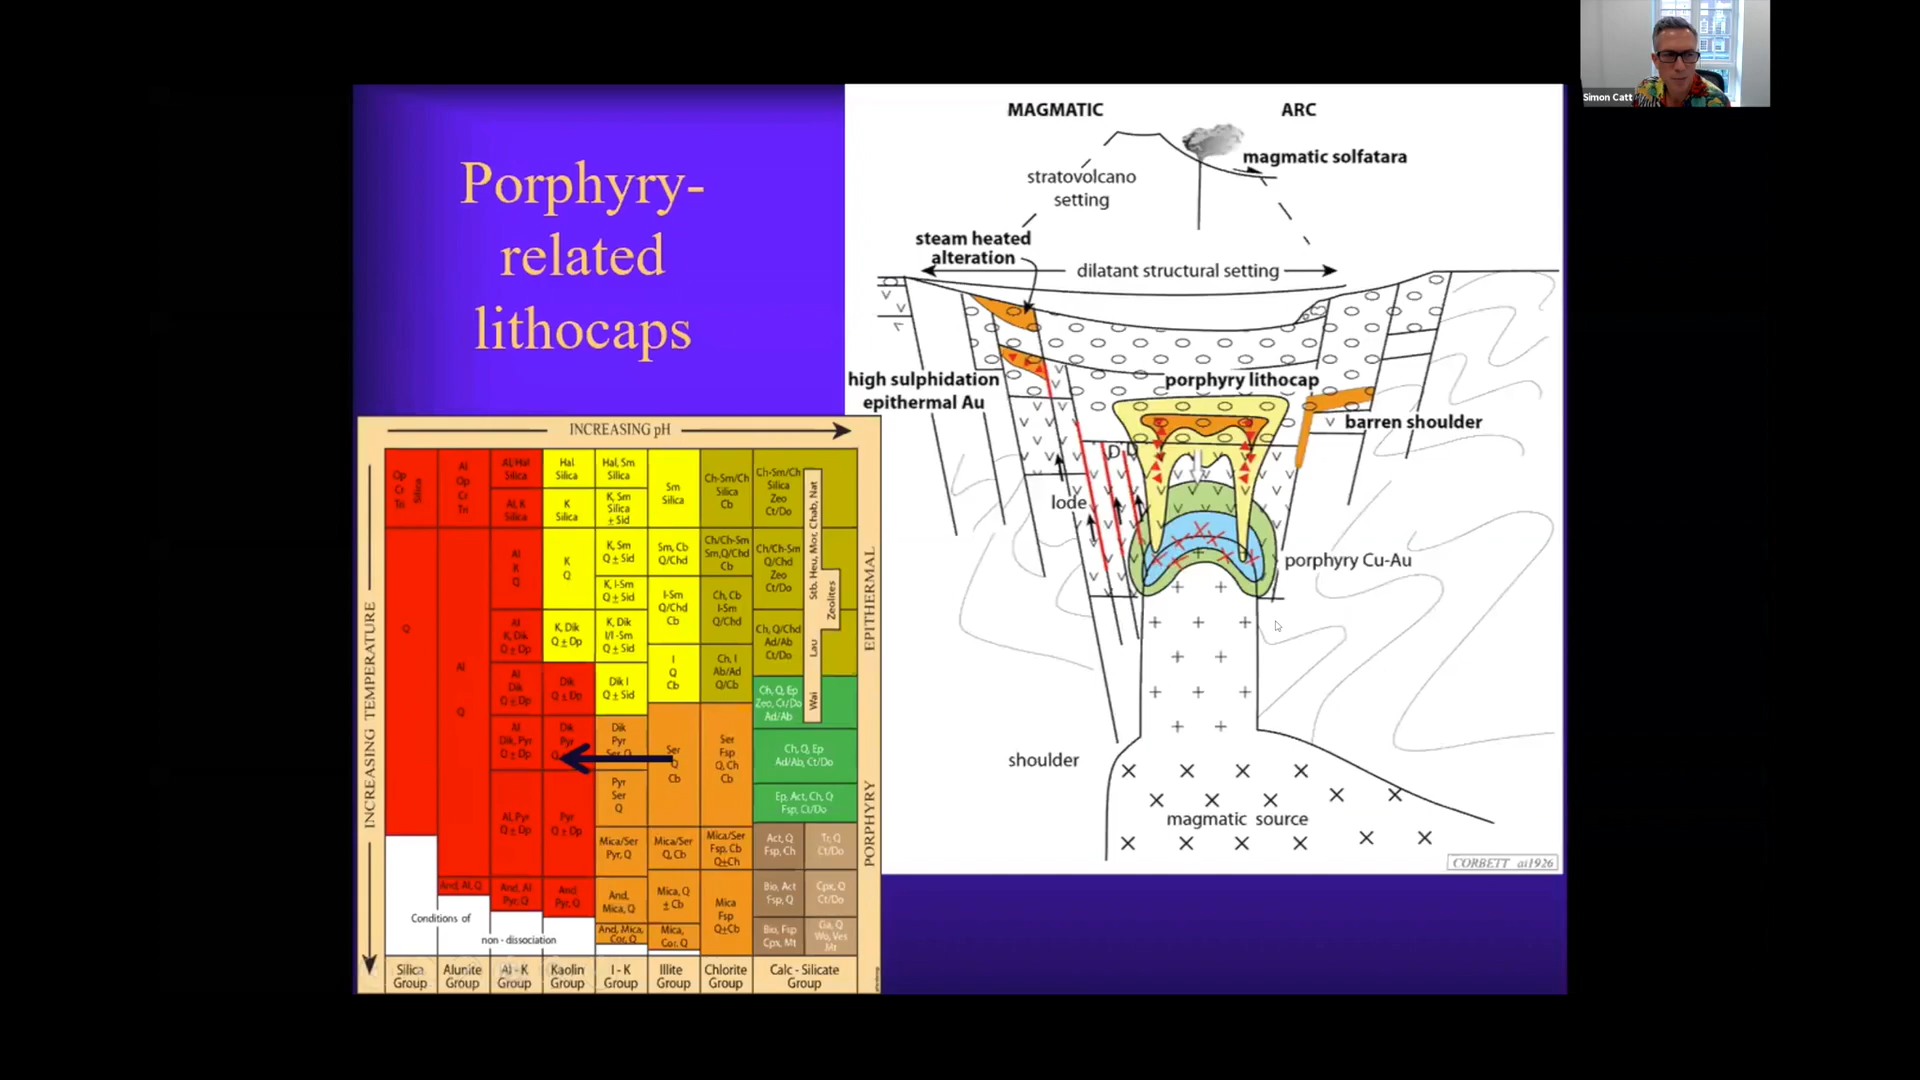 Simon Catt
Porphyry-
related
lithocaps
MAGMATIC
ARC
magmatic solfatara
stratovolcano
setting
steam heated
alteration
dilatant structural setting
high sulphidation
epithermal Au
porphyry lithocap
barren shoulder
D D
lode
porphyry Cu-Au
shoulder
magmatic source
CORBETT at1926
INCREASING pH
INCREASING TEMPERATURE
EPITHERMAL
PORPHYRY
Op
Cr
Tri
Silica
Q
Al
Op
Cr
Tri
Al
Q
Al, Hal
Silica
Al, K
Silica
Al
K
Q
Al
K, Dik
Q ± Dp
Al
Dik
Q ± Dp
Al
Dik, Pyr
Q ± Dp
Al, Pyr
Q ± Dp
And, Al, Q
And, Al
Pyr, Q
Hal
Silica
K
Silica
K
Q
K, Dik
Q ± Dp
Dik
Q ± Dp
Dik
Pyr
Q
Pyr
Q ± Dp
And,
Pyr, Q
Hal, Sm
Silica
K, Sm
Silica
± Sid
K, Sm
Q ± Sid
K, I-Sm
Q ± Sid
K, Dik
I/I -Sm
Q ± Sid
Dik I
Q ± Sid
Dik
Pyr
Ser Q
Pyr
Ser
Q
Mica/Ser
Pyr, Q
And,
Mica, Q
And, Mica,
Cor, Q
Sm
Silica
Sm, Cb
Q/Chd
I-Sm
Q/Chd
Cb
I
Q
Cb
Ser
Q
Cb
Mica/Ser
Q, Cb
Mica, Q
± Cb
Mica,
Cor, Q
Ch-Sm/Ch
Silica
Cb
Ch/Ch-Sm
Sm,Q/Chd
Cb
Ch, Cb
I-Sm
Q/Chd
Ch, I
Ab/Ad
Q/Cb
Ser
Fsp
Q, Ch
Cb
Mica/Ser
Fsp, Cb
Q±Ch
Mica
Fsp
Q±Cb
Ch-Sm/Ch
Silica
Zeo
Ct/Do
Ch/Ch-Sm
Q/Chd
Zeo
Ct/Do
Ch, Q/Chd
Ad/Ab
Ct/Do
Ch, Q, Ep
Zeo, Ct/Do
Ad/Ab
Ch, Q, Ep
Ad/Ab, Ct/Do
Ep, Act, Ch, Q
Fsp, Ct/Do
Act, Q
Fsp, Ch
Tr, Q
Ct/Do
Bio, Act
Fsp, Q
Cpx, Q
Ct/Do
Bio, Fsp
Cpx, Mt
Ga, Q
Wo, Ves
Mt
Stb, Heu, Mor, Chab, Nat
Lau
Wai
Zeolites
Conditions of
non - dissociation
Silica
Group
Alunite
Group
Al - K
Group
Kaolin
Group
I - K
Group
Illite
Group
Chlorite
Group
Calc - Silicate
Group